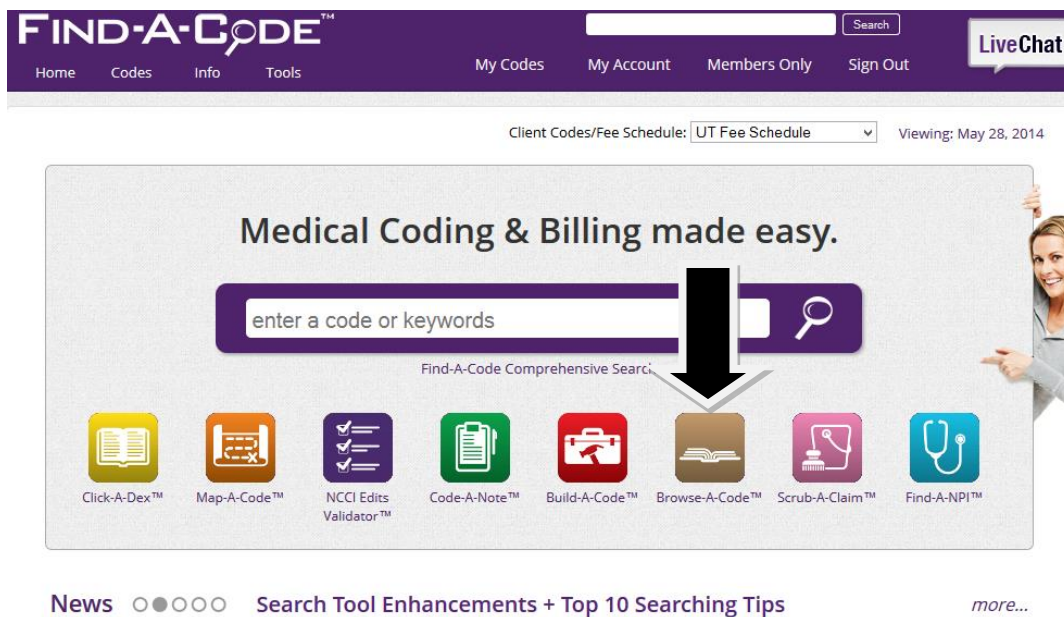 FIND-A-CODE™
Search
LiveChat
Home Codes Info Tools
My Codes My Account Members Only Sign Out
Client Codes/Fee Schedule: UT Fee Schedule Viewing: May 28, 2014
Medical Coding & Billing made easy.
enter a code or keywords
Find-A-Code Comprehensive
Click-A-Dex™ Map-A-Code™ NCCI Edits Validator™ Code-A-Note™ Build-A-Code™ Browse-A-Code™ Scrub-A-Claim™ Find-A-NPI™
News Search Tool Enhancements + Top 10 Searching Tips more...